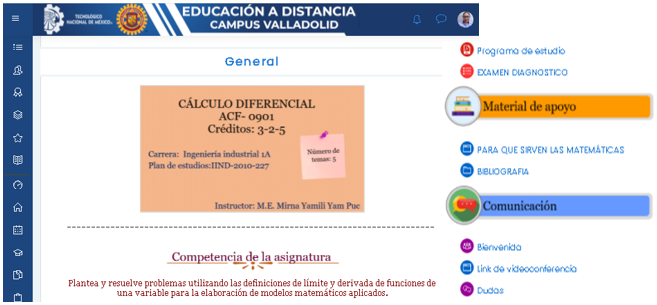 TECNOLÓGICO
NACIONAL DE MÉXICO
EDUCACIÓN A DISTANCIA
CAMPUS VALLADOLID
General
CÁLCULO DIFERENCIAL
ACF- 0901
Créditos: 3-2-5
Carrera: Ingeniería industrial 1A
Plan de estudios:IIND-2010-227
Número de
temas: 5
Instructor: M.E. Mirna Yamili Yam Puc
Competencia de la asignatura
Plantea y resuelve problemas utilizando las definiciones de límite y derivada de funciones de
una variable para la elaboración de modelos matemáticos aplicados.
Programa de estudio
EXAMEN DIAGNOSTICO
Material de apoyo
PARA QUE SIRVEN LAS MATEMÁTICAS
BIBLIOGRAFIA
Comunicación
Bienvenida
Link de videoconferencia
Dudas